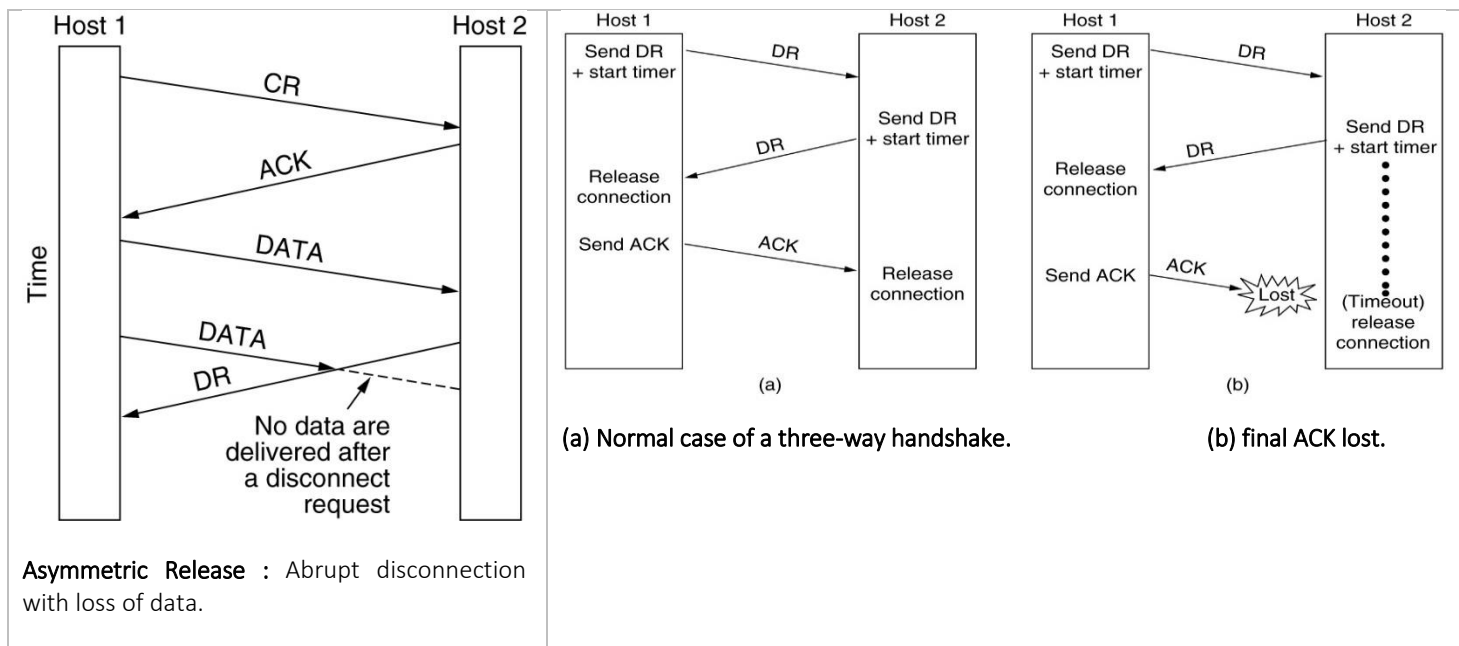 Host 1
Host 2
Time
CR
ACK
DATA
DATA
DR
No data are
delivered after
a disconnect
request
Asymmetric Release : Abrupt disconnection
with loss of data.
Host 1
Host 2
Send DR
+ start timer
DR
Send DR
+ start timer
DR
Release
connection
Send ACK
ACK
Release
connection
(a)
(a) Normal case of a three-way handshake.
Host 1
Host 2
Send DR
+ start timer
DR
Send DR
+ start timer
DR
Release
connection
Send ACK
ACK
Lost
(Timeout)
release
connection
(b)
(b) final ACK lost.